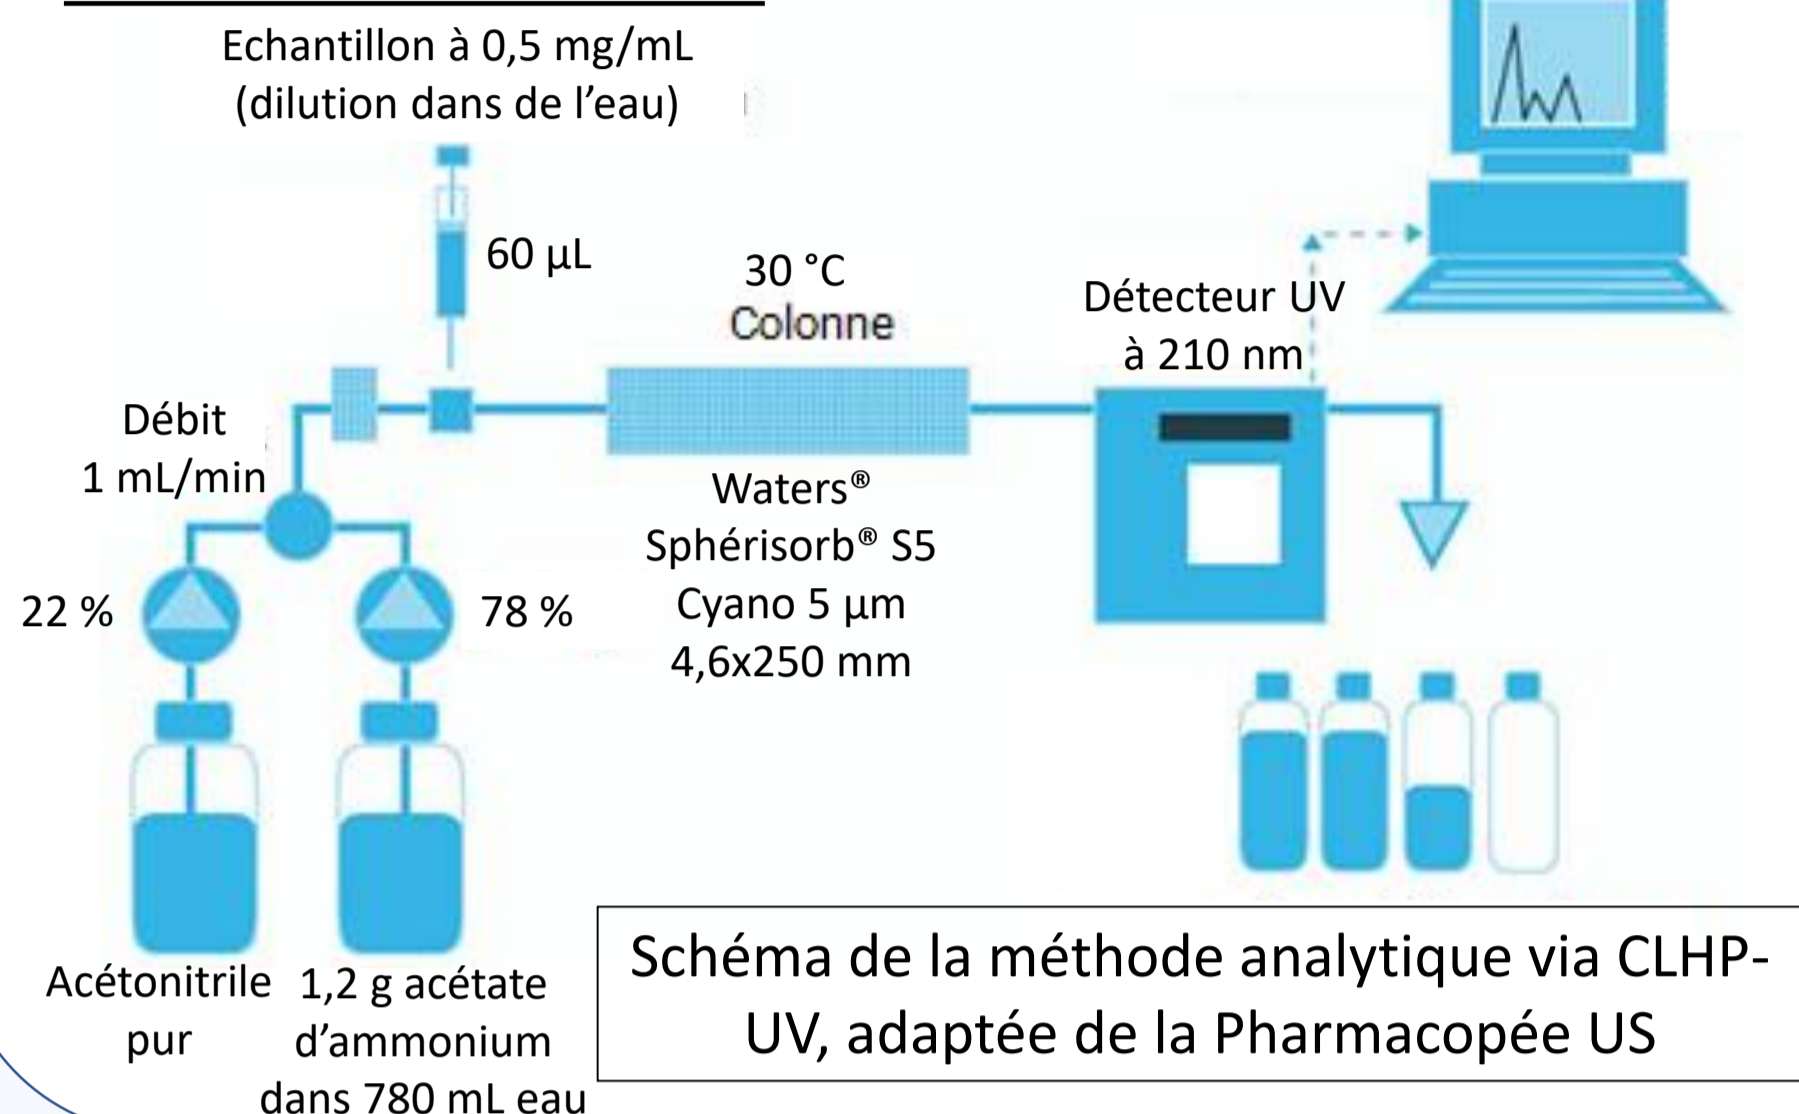 Echantillon à 0,5 mg/mL
(dilution dans de l'eau)
60 µL
30 °C
Colonne
Détecteur UV
à 210 nm
Débit
1 mL/min
Waters®
Sphérisorb® S5
Cyano 5 µm
4,6x250 mm
22 %
78 %
Acétonitrile
pur
1,2 g acétate
d'ammonium
dans 780 mL eau
Schéma de la méthode analytique via CLHP-
UV, adaptée de la Pharmacopée US